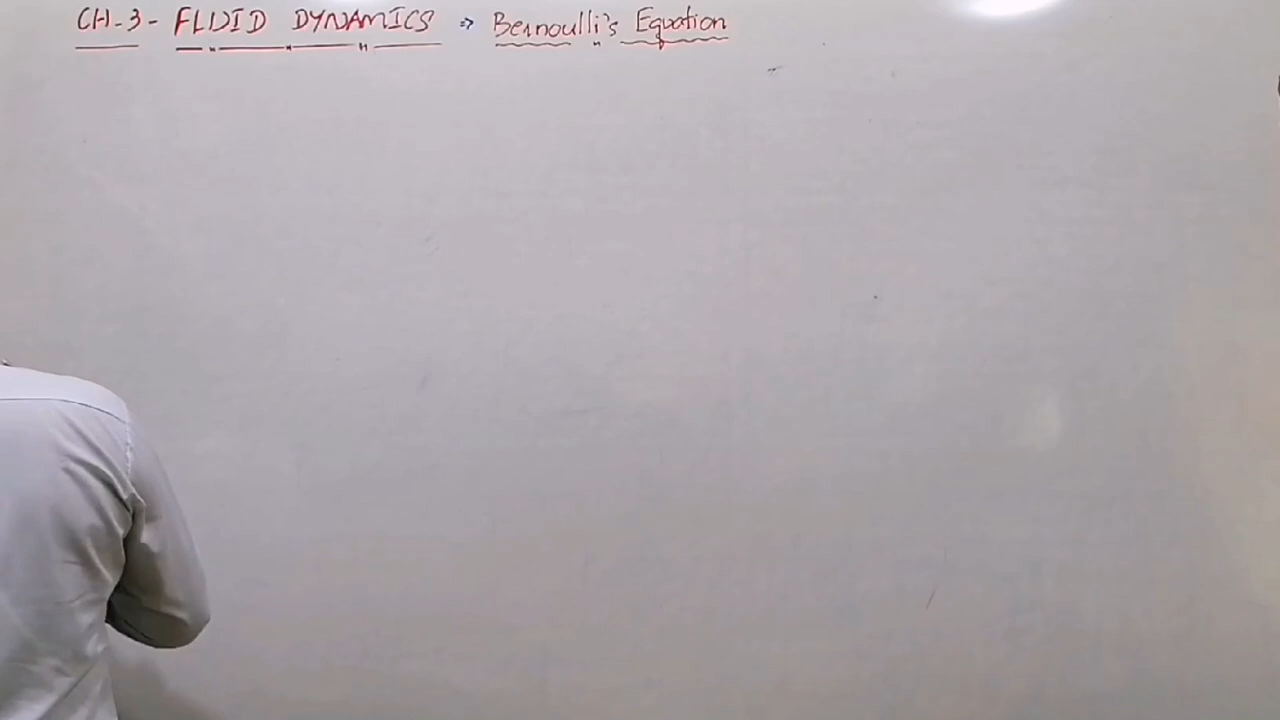 CH-3- FLUID DYNAMICS ⇒ Bernoulli's Equation